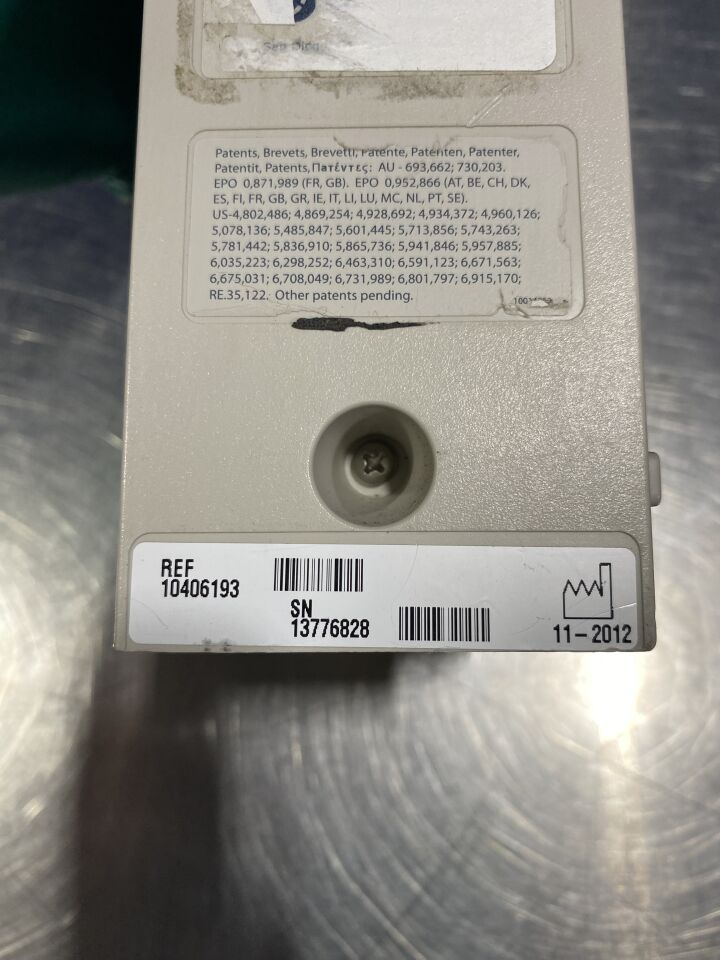 Patents, Brevets, Brevetti, Patente, Patenten, Patenter,
Patentit, Patents, Πατέντες: AU - 693,662; 730,203.
EPO 0,871,989 (FR, GB). EPO 0,952,866 (AT, BE, CH, DK,
ES, FI, FR, GB, GR, IE, IT, LI, LU, MC, NL, PT, SE).
US-4,802,486; 4,869,254; 4,928,692; 4,934,372; 4,960,126;
5,078,136; 5,485,847; 5,601,445; 5,713,856; 5,743,263;
5,781,442; 5,836,910; 5,865,736; 5,941,846; 5,957,885;
6,035,223; 6,298,252; 6,463,310; 6,591,123; 6,671,563;
6,675,031; 6,708,049; 6,731,989; 6,801,797; 6,915,170;
RE.35,122. Other patents pending.
REF
10406193
SN
13776828
11-2012